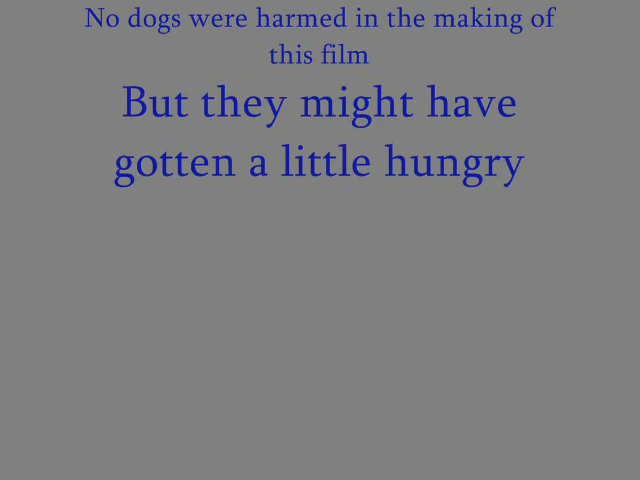 No dogs were harmed in the making of
this film
But they might have
gotten a little hungry